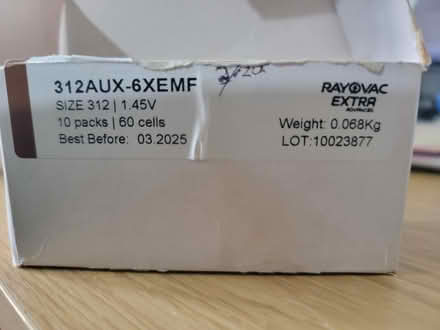 312AUX-6XEMF
SIZE 312 | 1.45V
10 packs | 60 cells
Best Before: 03.2025
RAYOVAC
EXTRA
ADVANCED
Weight: 0.068Kg
LOT:10023877